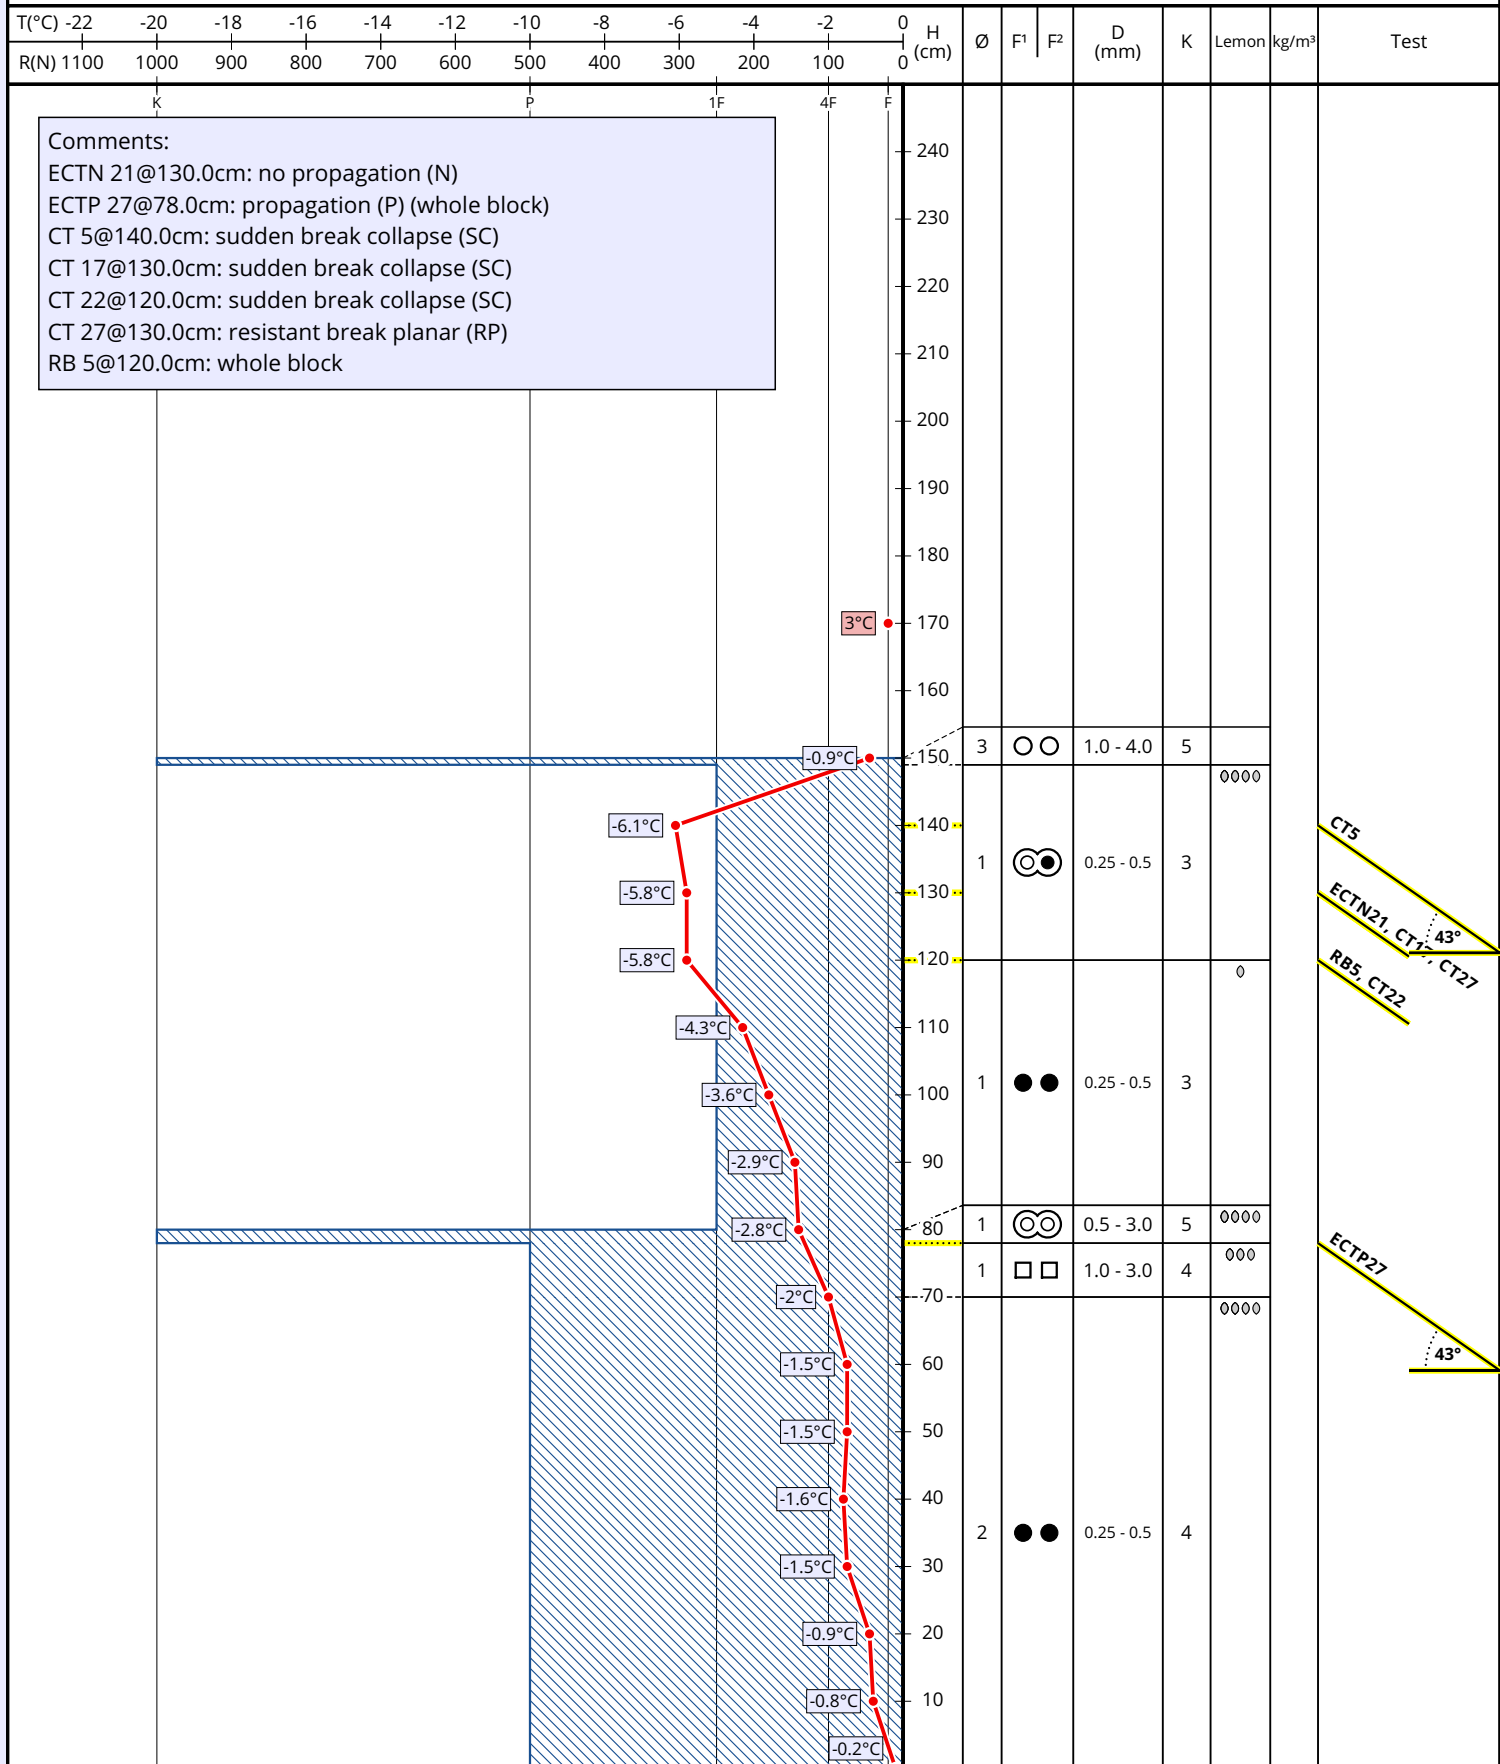 T(°C) -22 -20 -18 -16 -14 -12 -10 -8 -6 -4 -2 0
R(N) 1100 1000 900 800 700 600 500 400 300 200 100 0
H (cm) Ø F¹ F² D (mm) K Lemon kg/m³ Test
K P 1F 4F F
Comments:
ECTN 21@130.0cm: no propagation (N)
ECTP 27@78.0cm: propagation (P) (whole block)
CT 5@140.0cm: sudden break collapse (SC)
CT 17@130.0cm: sudden break collapse (SC)
CT 22@120.0cm: sudden break collapse (SC)
CT 27@130.0cm: resistant break planar (RP)
RB 5@120.0cm: whole block
240
230
220
210
200
190
180
3°C 170
160
3 1.0 - 4.0 5
-0.9°C 150
-6.1°C 140 CT5
1 0.25 - 0.5 3
-5.8°C 130 ECTN21, CT17, CT27
43°
-5.8°C 120 RB5, CT22
-4.3°C 110
1 0.25 - 0.5 3
-3.6°C 100
-2.9°C 90
1 0.5 - 3.0 5
-2.8°C 80
ECTP27
1 1.0 - 3.0 4
-2°C 70
43°
-1.5°C 60
-1.5°C 50
-1.6°C 40
2 0.25 - 0.5 4
-1.5°C 30
-0.9°C 20
-0.8°C 10
-0.2°C